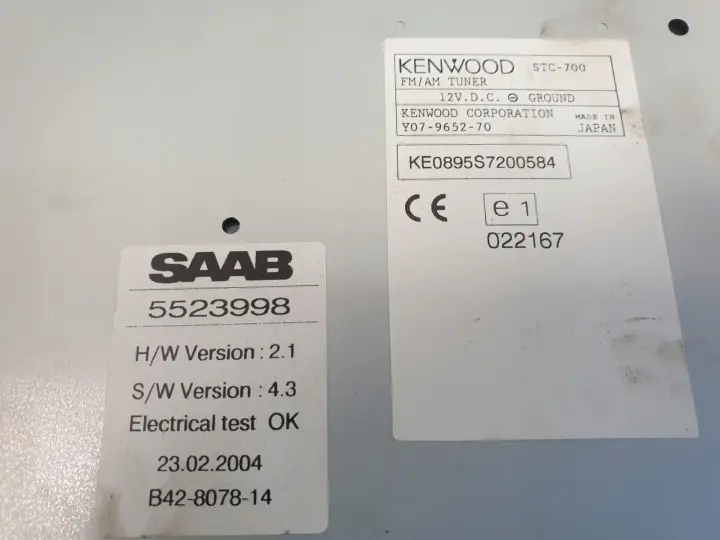 KENWOOD STC-700
FM/AM TUNER
12V.D.C. ⊖ GROUND
KENWOOD CORPORATION MADE IN
Y07-9652-70 JAPAN
KE0895S7200584
CE e1
022167
SAAB
5523998
H/W Version : 2.1
S/W Version : 4.3
Electrical test OK
23.02.2004
B42-8078-14